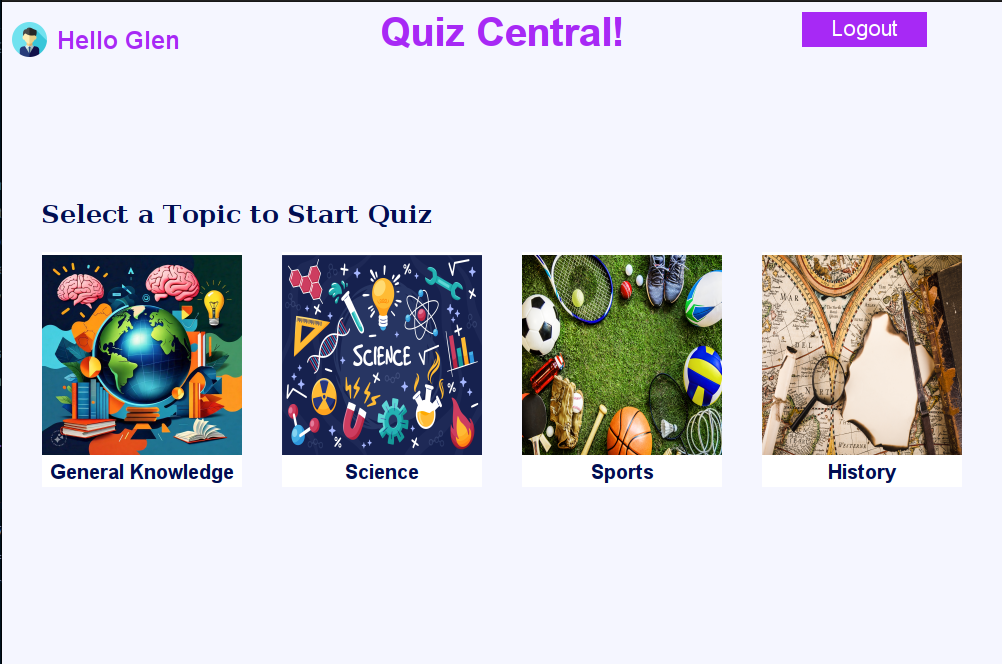 Hello Glen
Quiz Central!
Logout
Select a Topic to Start Quiz
SCIENCE
General Knowledge
Science
Sports
History